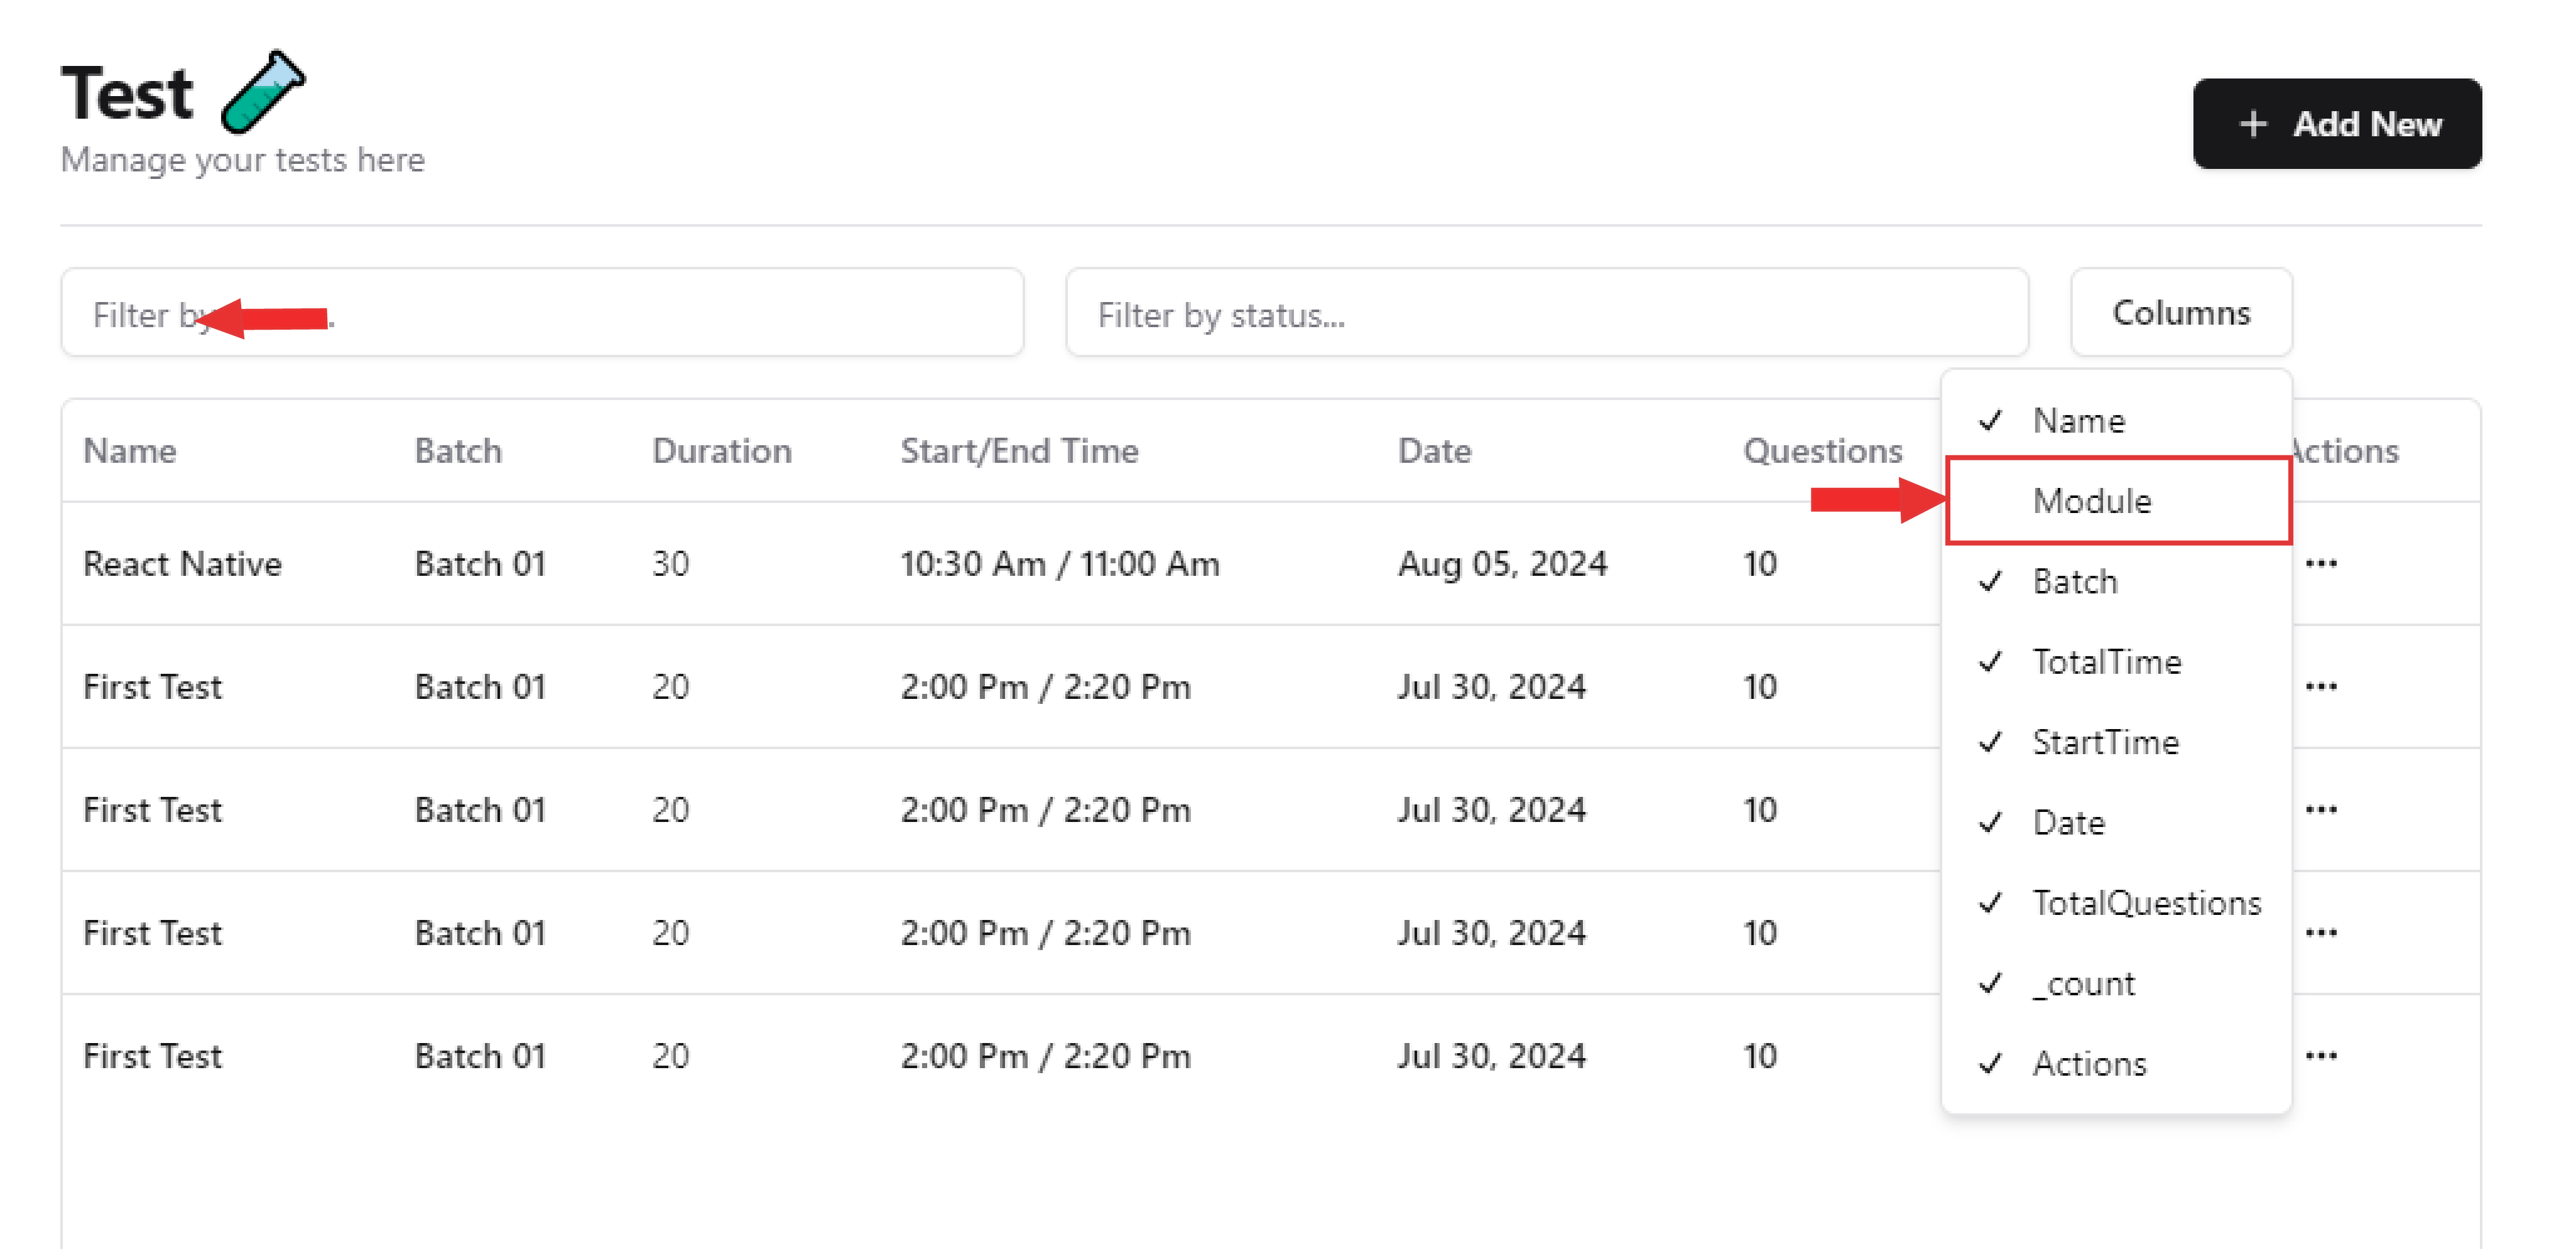 Test
Manage your tests here
+ Add New
Filter by
Filter by status...
Columns
Name Batch Duration Start/End Time Date Questions Actions
React Native Batch 01 30 10:30 Am / 11:00 Am Aug 05, 2024 10 ...
First Test Batch 01 20 2:00 Pm / 2:20 Pm Jul 30, 2024 10 ...
First Test Batch 01 20 2:00 Pm / 2:20 Pm Jul 30, 2024 10 ...
First Test Batch 01 20 2:00 Pm / 2:20 Pm Jul 30, 2024 10 ...
First Test Batch 01 20 2:00 Pm / 2:20 Pm Jul 30, 2024 10 ...
Name
Module
Batch
TotalTime
StartTime
Date
TotalQuestions
_count
Actions